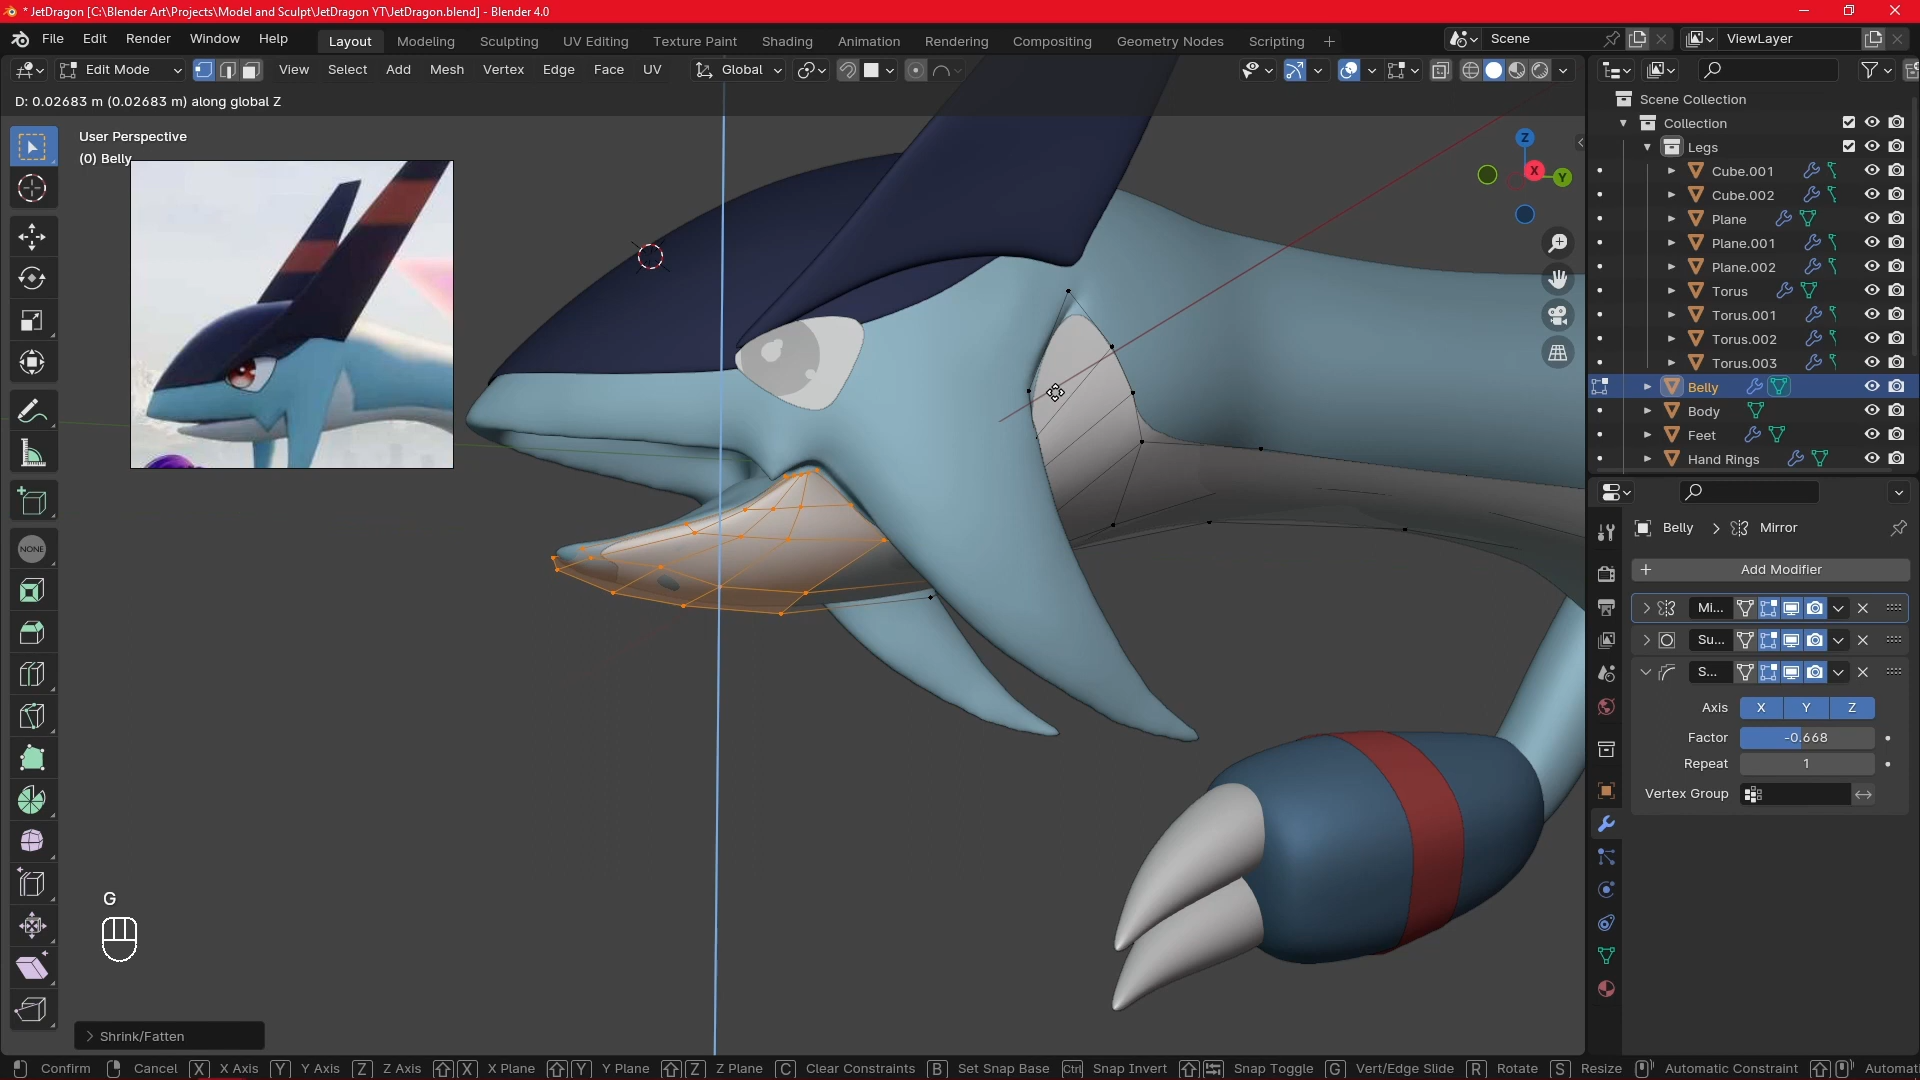 * JetDragon [C:\Blender Art\Projects\Model and Sculpt\JetDragon YT\JetDragon.blend] - Blender 4.0
File Edit Render Window Help Layout Modeling Sculpting UV Editing Texture Paint Shading Animation Rendering Compositing Geometry Nodes Scripting + Scene ViewLayer
Edit Mode View Select Add Mesh Vertex Edge Face UV Global
D: 0.02683 m (0.02683 m) along global Z
User Perspective
(0) Belly
Z
X
Y
NONE
G
> Shrink/Fatten
Scene Collection
Collection
Legs
Cube.001
Cube.002
Plane
Plane.001
Plane.002
Torus
Torus.001
Torus.002
Torus.003
Belly
Body
Feet
Hand Rings
Belly > Mirror
+ Add Modifier
Mi...
Su...
S...
Axis X Y Z
Factor -0.668
Repeat 1
Vertex Group
Confirm Cancel X X Axis Y Y Axis Z Z Axis X X Plane Y Y Plane Z Z Plane C Clear Constraints B Set Snap Base Ctrl Snap Invert Snap Toggle G Vert/Edge Slide R Rotate S Resize Automatic Constraint Automat